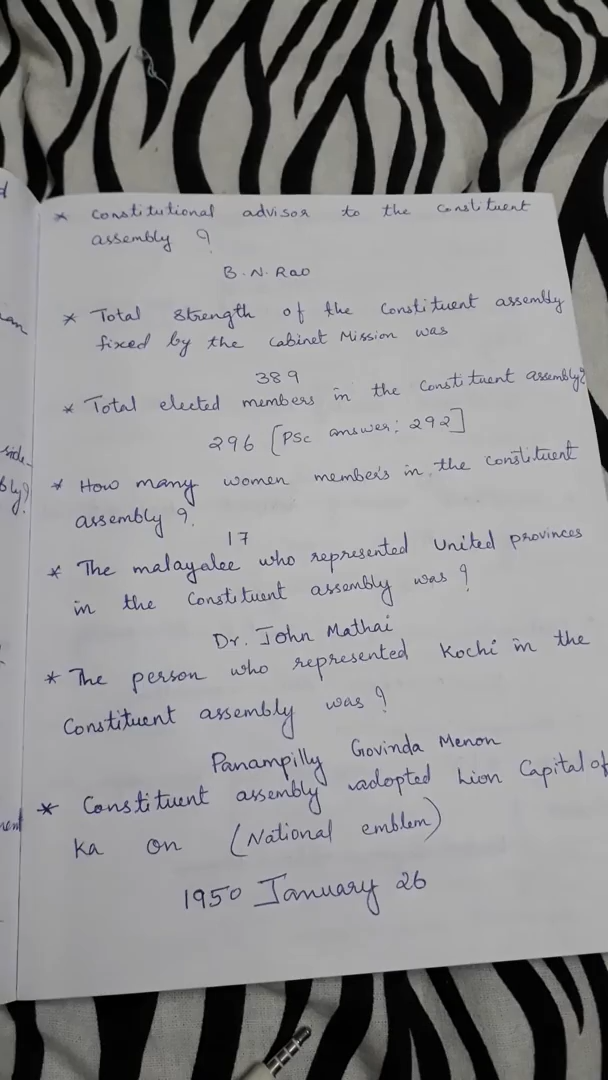 * Constitutional advisor to the Constituent
assembly ?
B. N. Rao
* Total strength of the Constituent assembly
fixed by the Cabinet Mission was
389
* Total elected members in the Constituent assembly?
296 [PSC answer: 292]
* How many women members in the constituent
assembly ?
17
* The malayalee who represented United provinces
in the Constituent assembly was ?
Dr. John Mathai
* The person who represented Kochi in the
Constituent assembly was ?
Panampilly Govinda Menon
* Constituent assembly adopted Lion Capital of
Ka on (National emblem)
1950 January 26